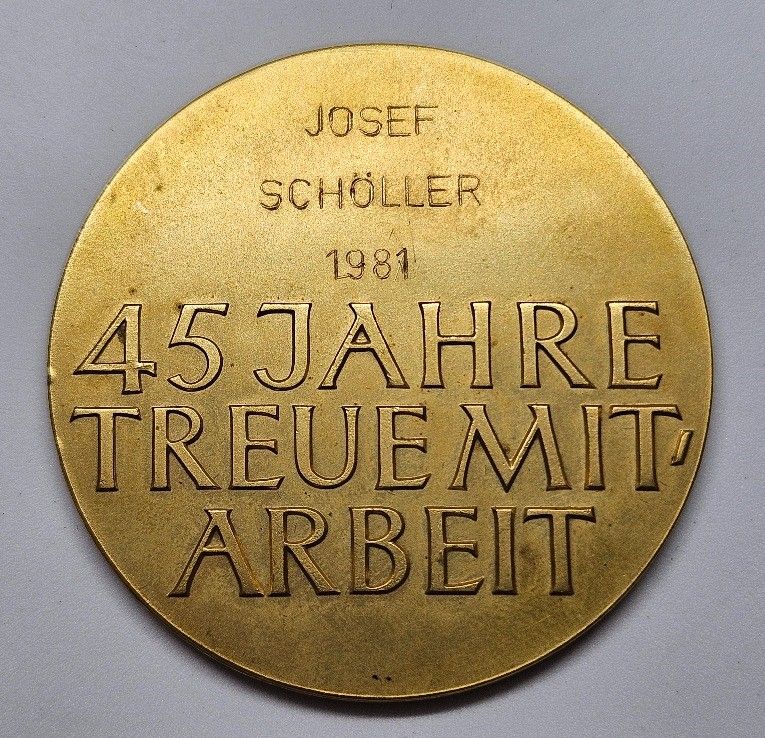 JOSEF
SCHÖLLER
1981
45 JAHRE
TREUE MIT-
ARBEIT